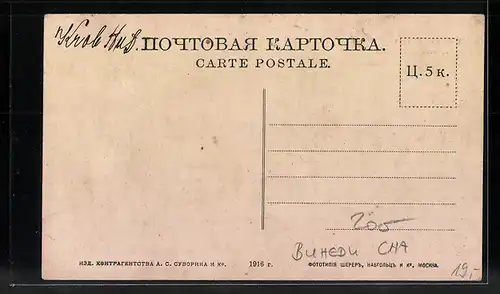 ПОЧТОВАЯ КАРТОЧКА.
CARTE POSTALE.
Ц. 5 к.
200
ИЗД. КОНТРАГЕНТСТВА А. С. СУВОРИНА И Кº. 1916 г. ФОТОТИПІЯ ШЕРЕРЪ, НАБГОЛЬЦЪ И Кº, МОСКВА.
19,-